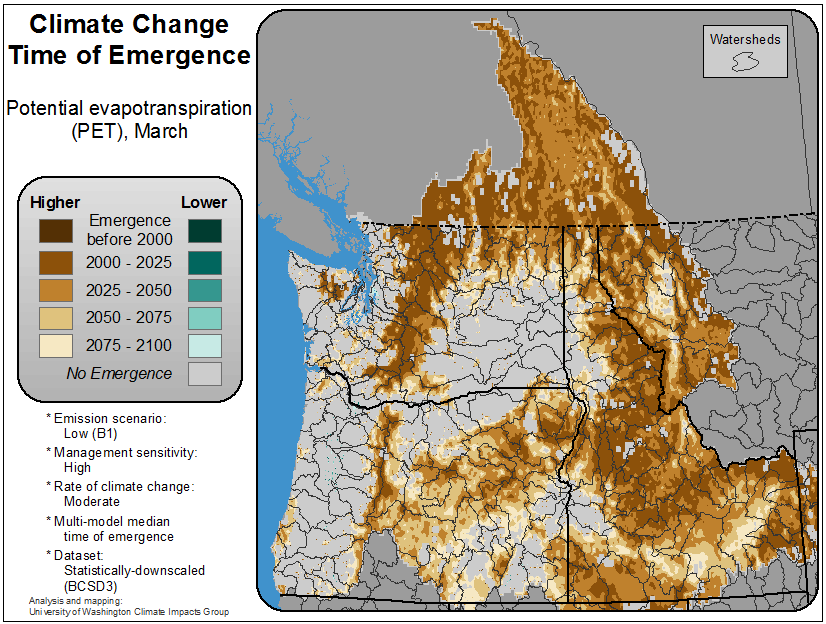 Climate Change
Time of Emergence
Potential evapotranspiration
(PET), March
Higher
Lower
Emergence
before 2000
2000 - 2025
2025 - 2050
2050 - 2075
2075 - 2100
No Emergence
* Emission scenario:
Low (B1)
* Management sensitivity:
High
* Rate of climate change:
Moderate
* Multi-model median
time of emergence
* Dataset:
Statistically-downscaled
(BCSD3)
Analysis and mapping:
University of Washington Climate Impacts Group
Watersheds